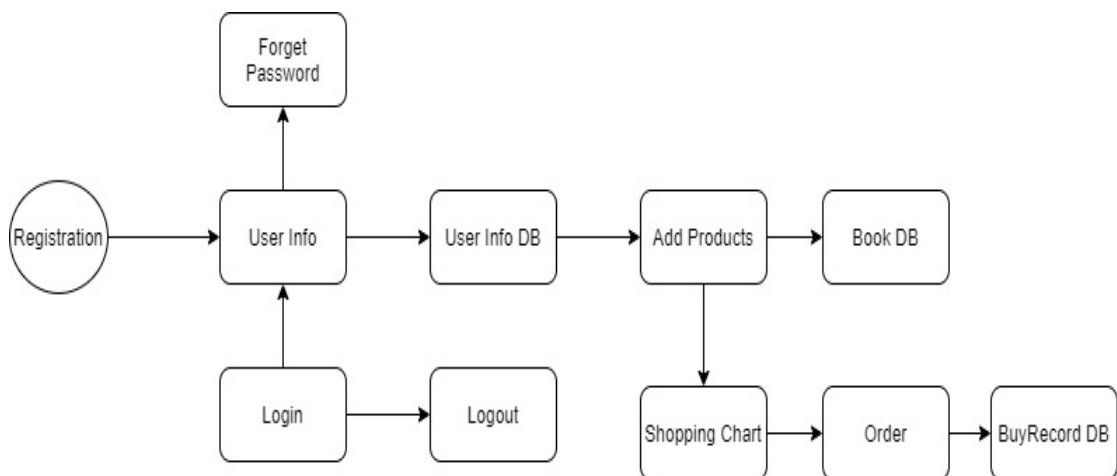 Forget
Password
Registration
User Info
User Info DB
Add Products
Book DB
Login
Logout
Shopping Chart
Order
BuyRecord DB